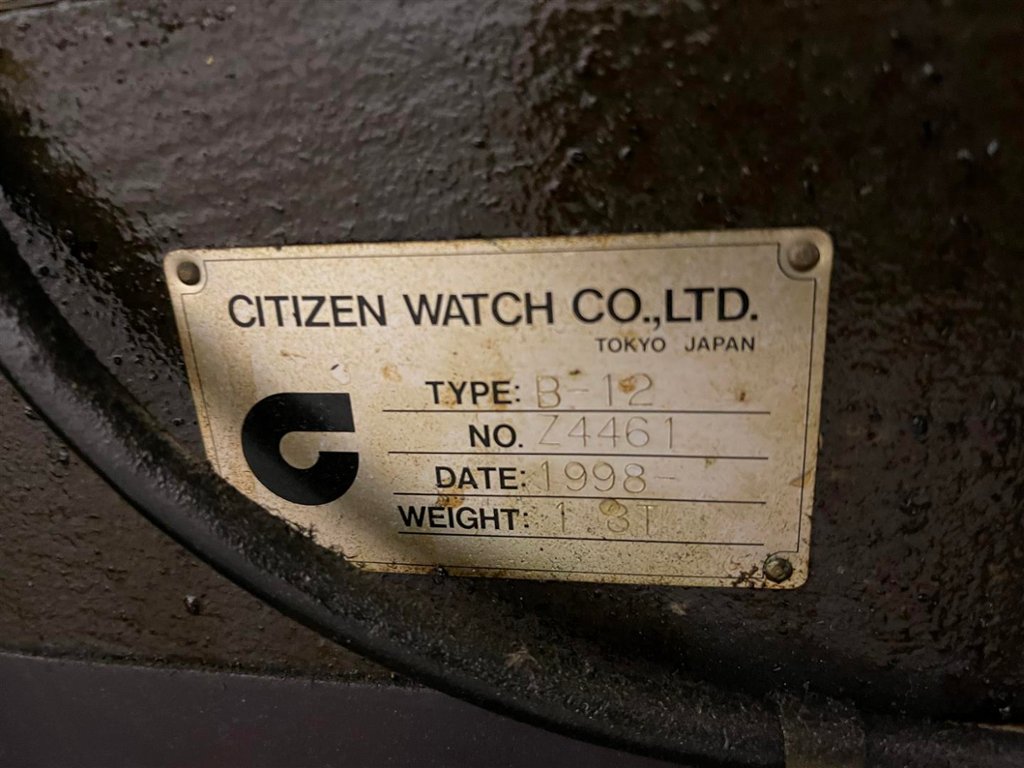 CITIZEN WATCH CO.,LTD.
TOKYO JAPAN
TYPE: B-12
NO. Z4461
DATE: 1998-
WEIGHT: 1.8T